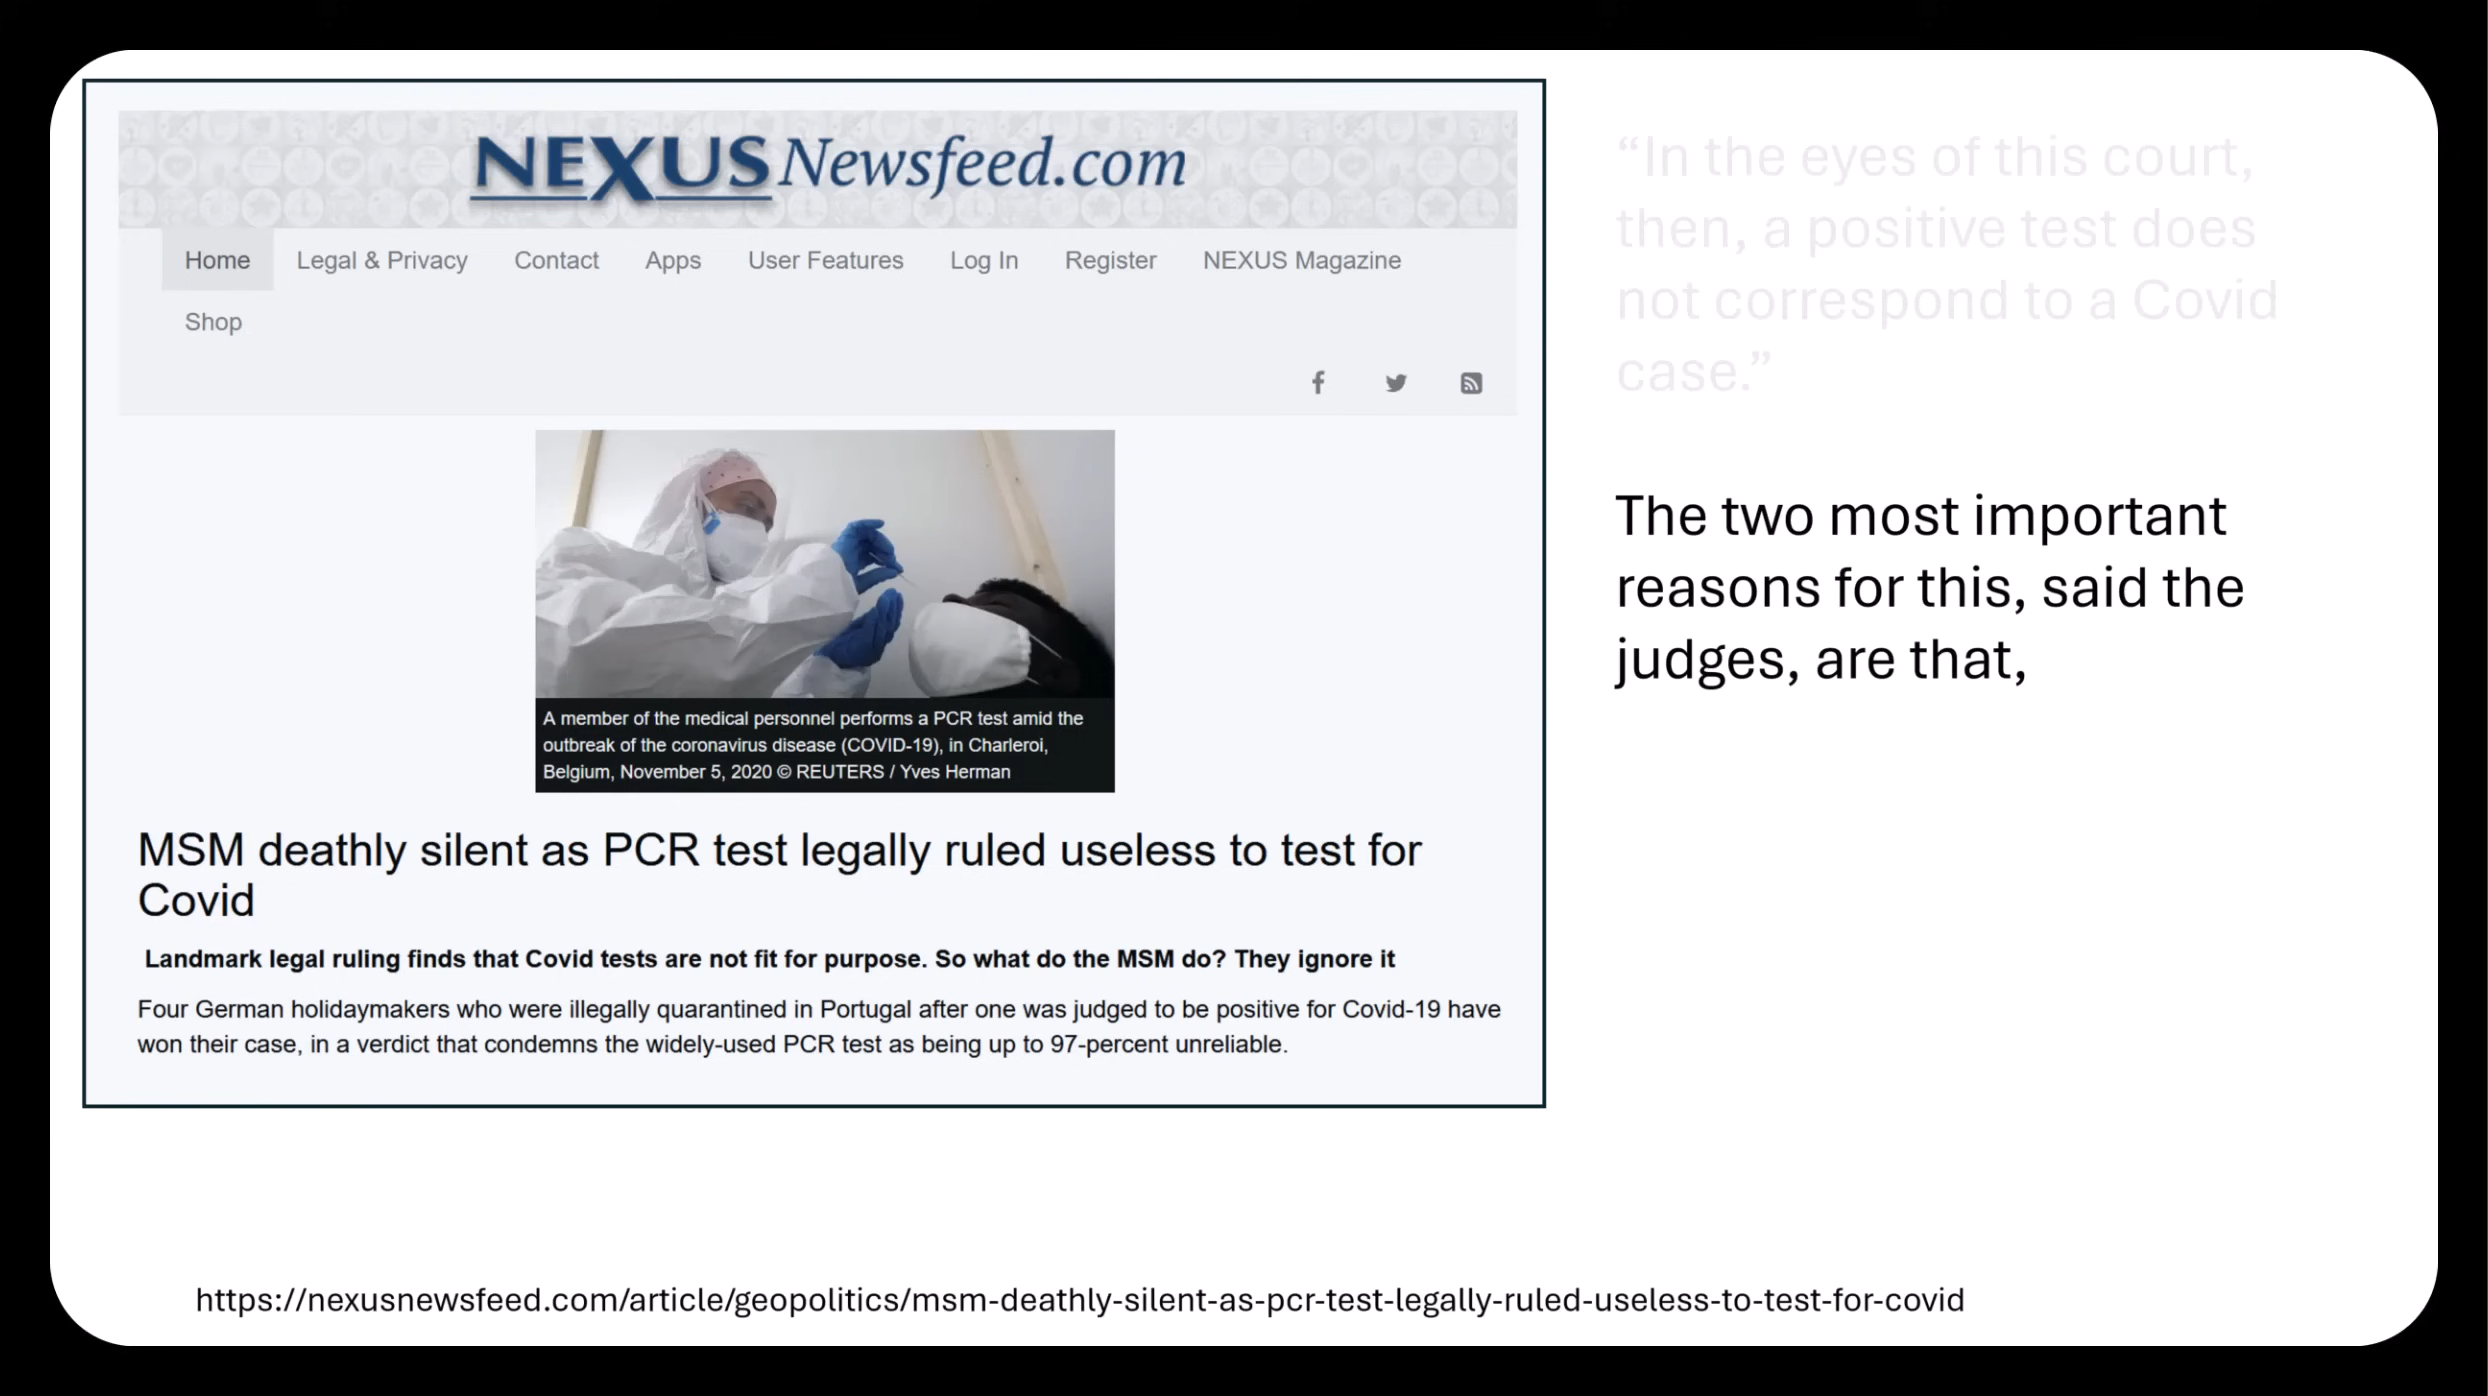 NEXUS Newsfeed.com
Home Legal & Privacy Contact Apps User Features Log In Register NEXUS Magazine
Shop
A member of the medical personnel performs a PCR test amid the
outbreak of the coronavirus disease (COVID-19), in Charleroi,
Belgium, November 5, 2020 © REUTERS / Yves Herman
MSM deathly silent as PCR test legally ruled useless to test for
Covid
Landmark legal ruling finds that Covid tests are not fit for purpose. So what do the MSM do? They ignore it
Four German holidaymakers who were illegally quarantined in Portugal after one was judged to be positive for Covid-19 have
won their case, in a verdict that condemns the widely-used PCR test as being up to 97-percent unreliable.
“In the eyes of this court,
then, a positive test does
not correspond to a Covid
case.”
The two most important
reasons for this, said the
judges, are that,
https://nexusnewsfeed.com/article/geopolitics/msm-deathly-silent-as-pcr-test-legally-ruled-useless-to-test-for-covid